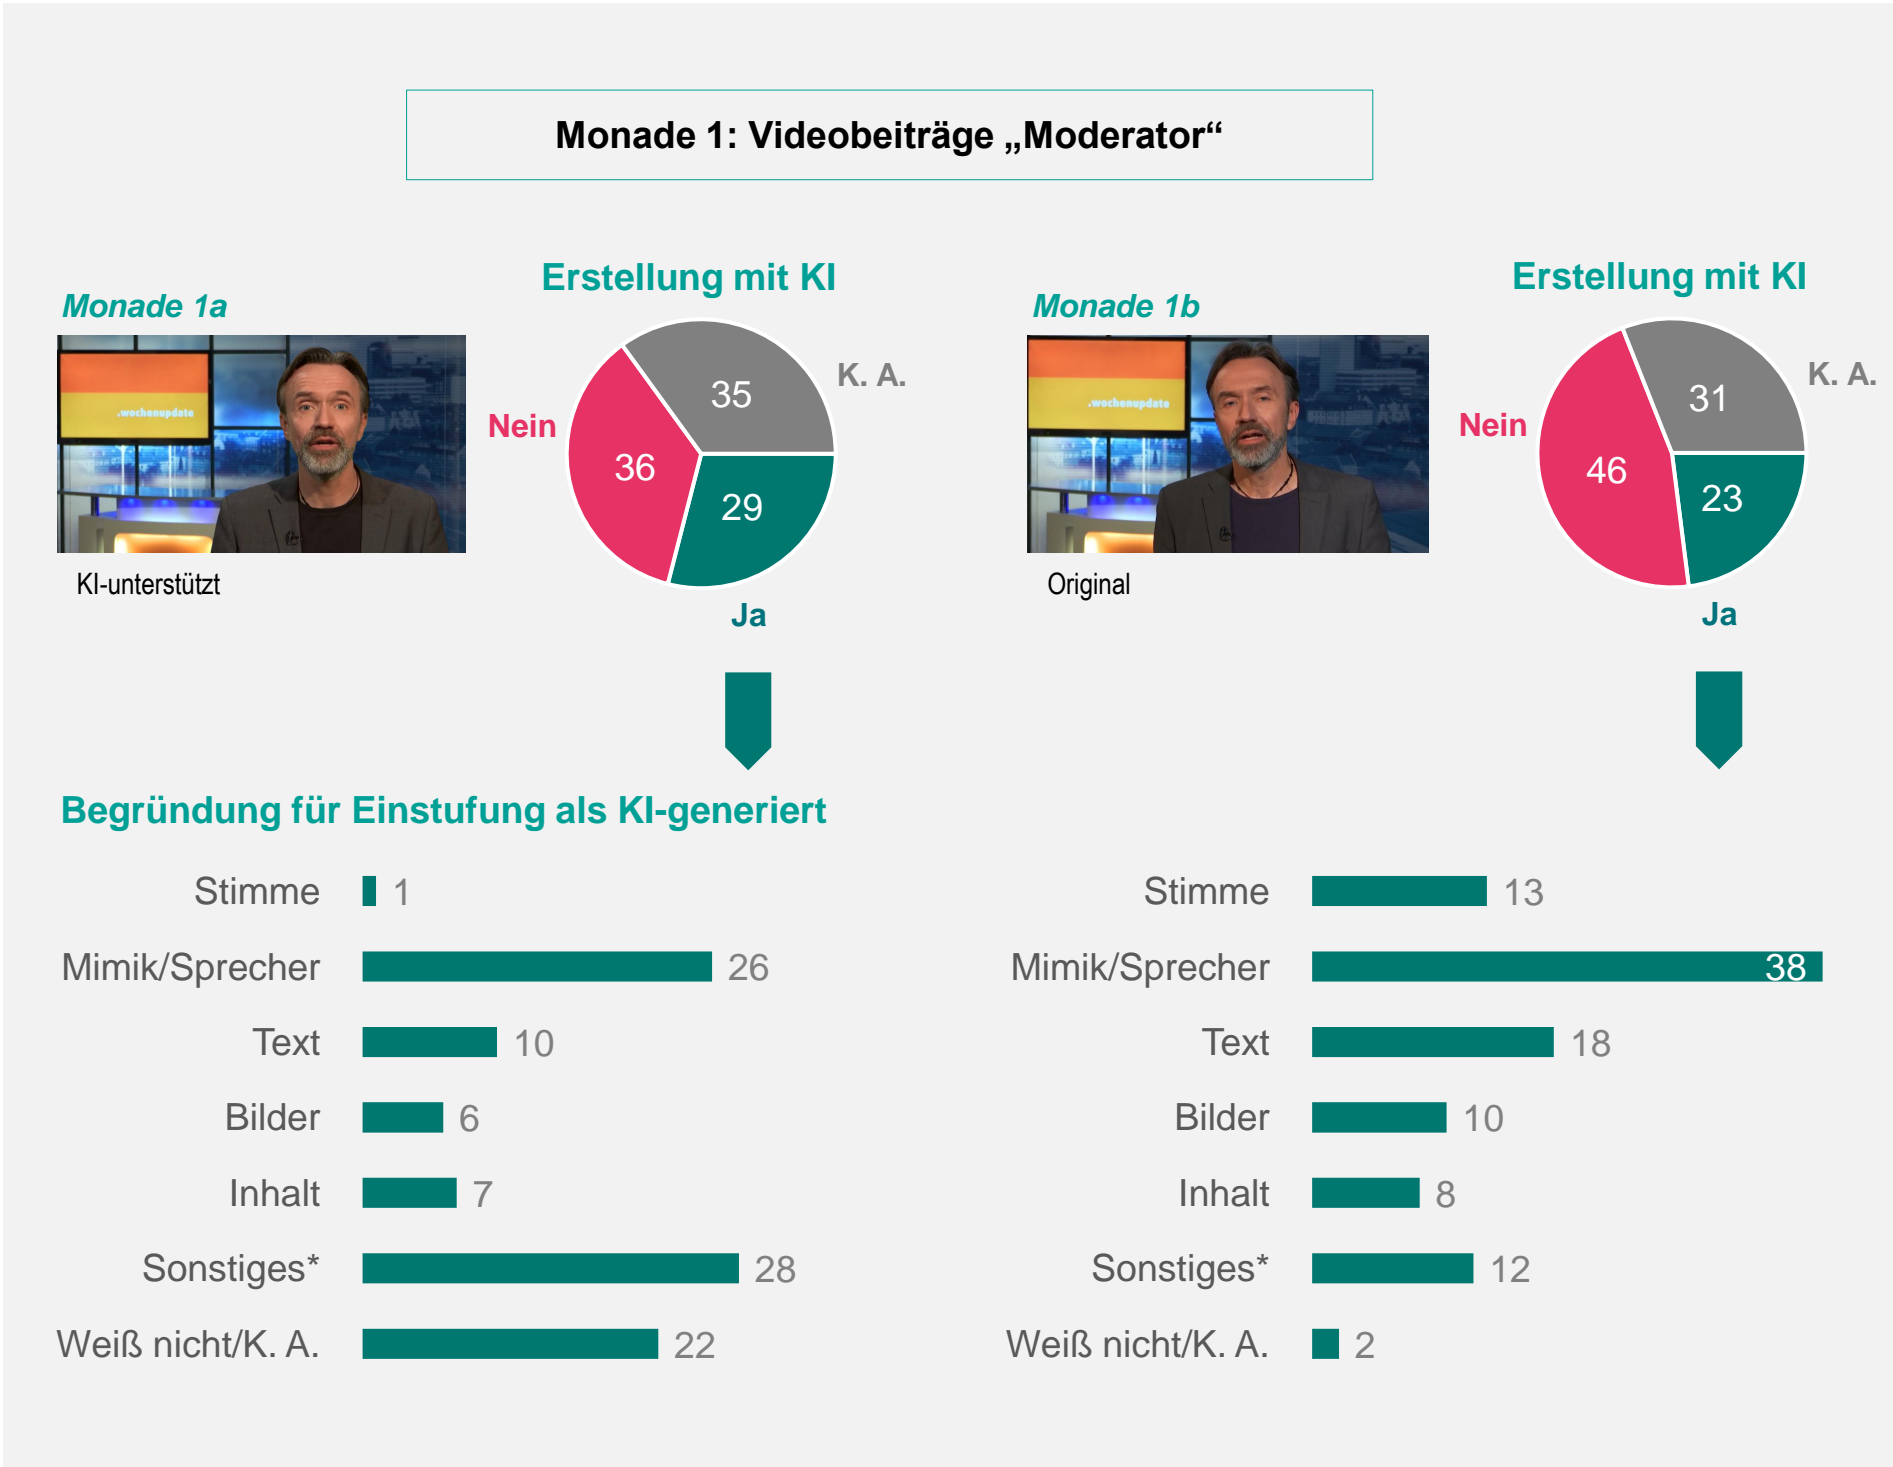 Monade 1: Videobeiträge „Moderator“
Monade 1a
.wochenupdate
KI-unterstützt
Erstellung mit KI
K. A.
35
Nein
36
29
Ja
Monade 1b
.wochenupdate
Original
Erstellung mit KI
K. A.
31
Nein
46
23
Ja
Begründung für Einstufung als KI-generiert
Stimme 1
Mimik/Sprecher 26
Text 10
Bilder 6
Inhalt 7
Sonstiges* 28
Weiß nicht/K. A. 22
Stimme 13
Mimik/Sprecher 38
Text 18
Bilder 10
Inhalt 8
Sonstiges* 12
Weiß nicht/K. A. 2